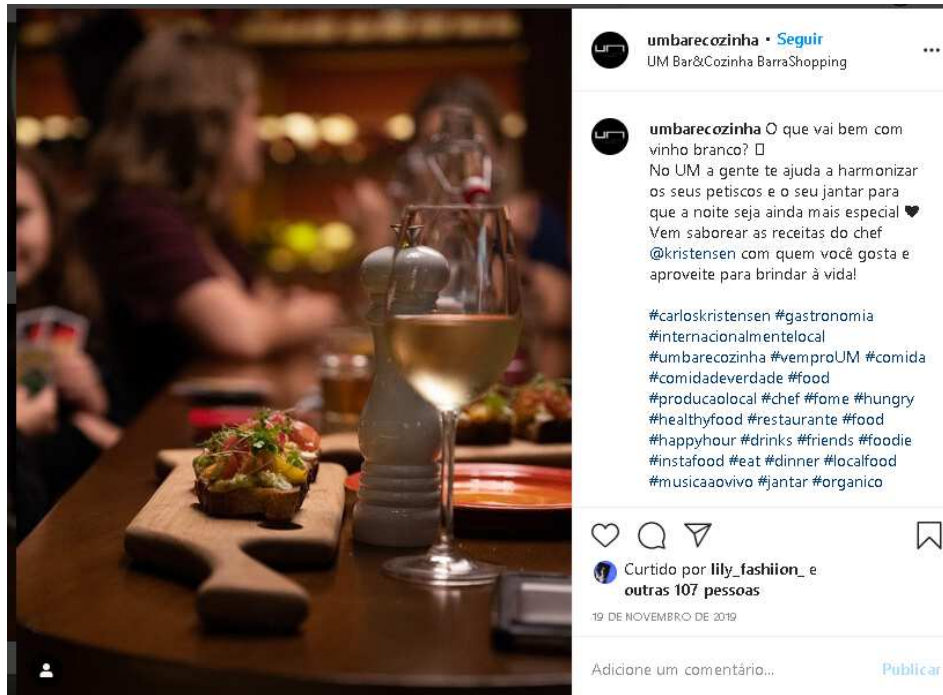 umbarecozinha • Seguir
UM Bar&Cozinha BarraShopping
umbarecozinha O que vai bem com
vinho branco? 
No UM a gente te ajuda a harmonizar
os seus petiscos e o seu jantar para
que a noite seja ainda mais especial 🖤
Vem saborear as receitas do chef
@kristensen com quem você gosta e
aproveite para brindar à vida!
#carloskristensen #gastronomia
#internacionalmentelocal
#umbarecozinha #vemproUM #comida
#comidadeverdade #food
#producaolocal #chef #fome #hungry
#healthyfood #restaurante #food
#happyhour #drinks #friends #foodie
#instafood #eat #dinner #localfood
#musicaaovivo #jantar #organico
Curtido por lily_fashiion_ e
outras 107 pessoas
19 DE NOVEMBRO DE 2019
Adicione um comentário... Publicar